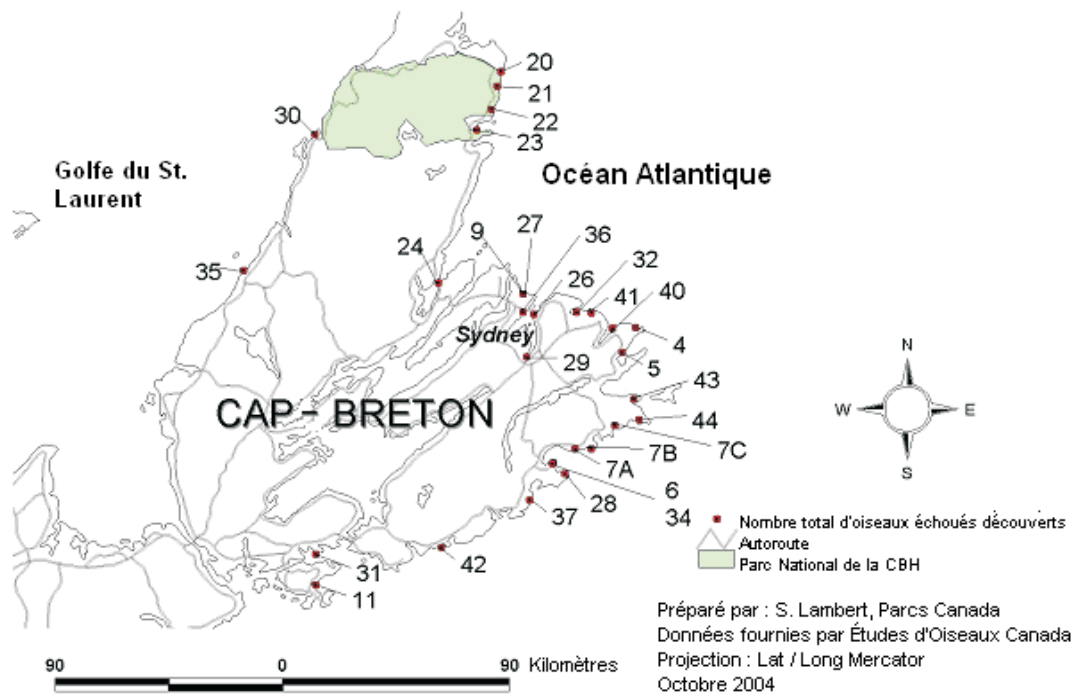 20
21
22
23
30
Golfe du St.
Laurent
Océan Atlantique
9
27
36
26
32
41
40
24
35
Sydney
4
29
5
CAP- BRETON
43
44
7C
7B
7A
6
28
34
37
42
31
11
N
W
E
S
Nombre total d'oiseaux échoués découverts
Autoroute
Parc National de la CBH
Préparé par : S. Lambert, Parcs Canada
Données fournies par Études d'Oiseaux Canada
Projection : Lat / Long Mercator
Octobre 2004
90 0 90 Kilomètres